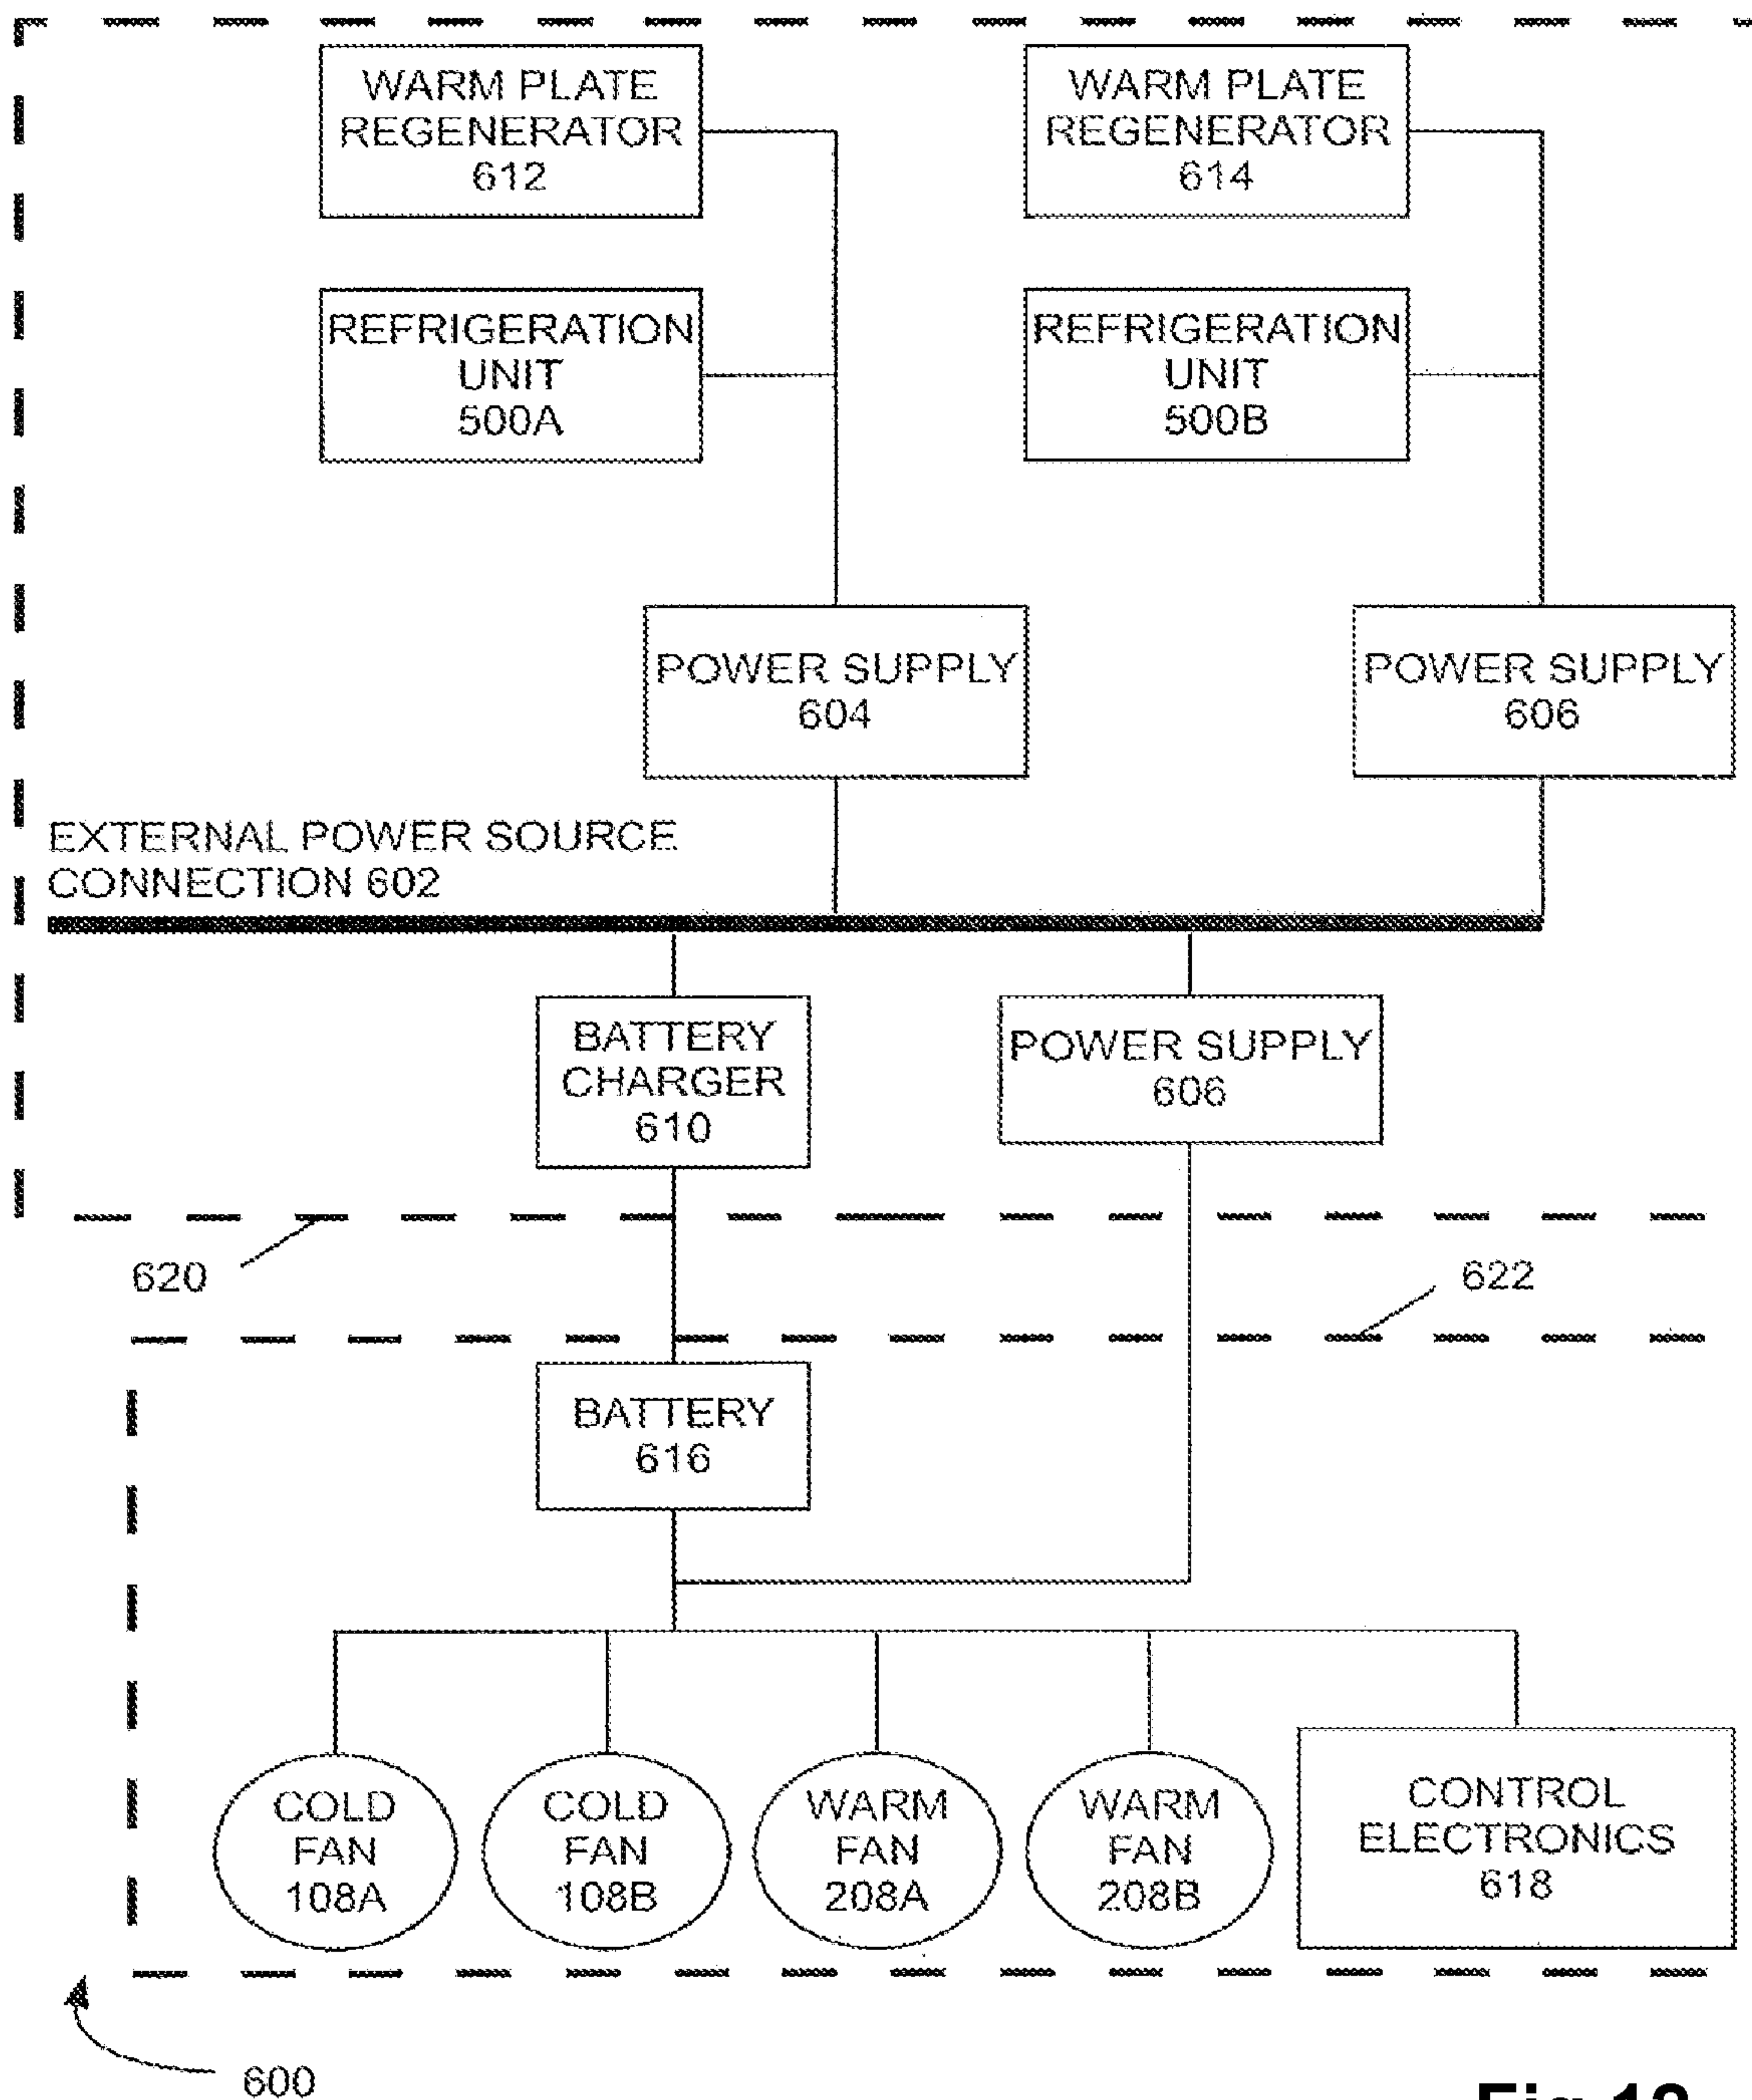 WARM PLATE
REGENERATOR
612
WARM PLATE
REGENERATOR
614
REFRIGERATION
UNIT
500A
REFRIGERATION
UNIT
500B
POWER SUPPLY
604
POWER SUPPLY
606
EXTERNAL POWER SOURCE
CONNECTION 602
BATTERY
CHARGER
610
POWER SUPPLY
606
620
622
BATTERY
616
COLD
FAN
108A
COLD
FAN
108B
WARM
FAN
208A
WARM
FAN
208B
CONTROL
ELECTRONICS
618
600